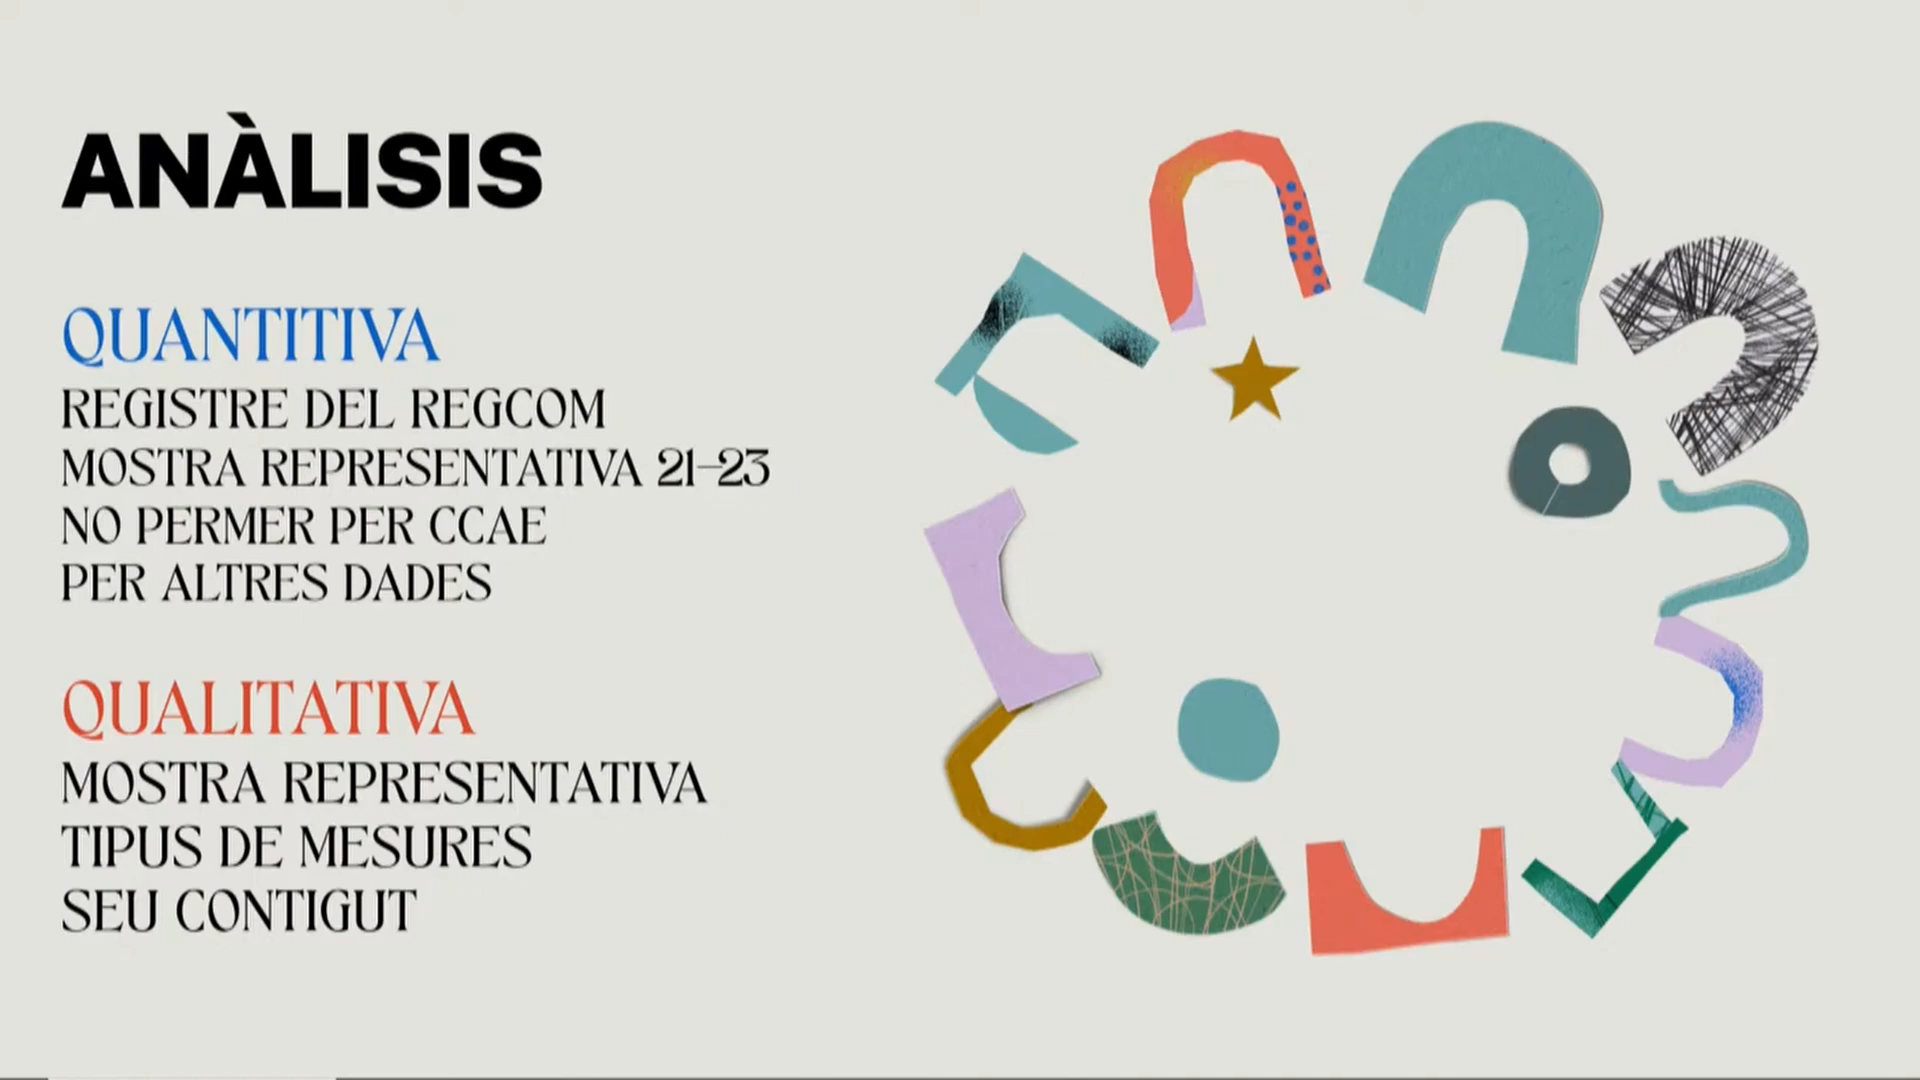 ANÀLISIS
QUANTITIVA
REGISTRE DEL REGCOM
MOSTRA REPRESENTATIVA 21–23
NO PERMER PER CCAE
PER ALTRES DADES
QUALITATIVA
MOSTRA REPRESENTATIVA
TIPUS DE MESURES
SEU CONTIGUT